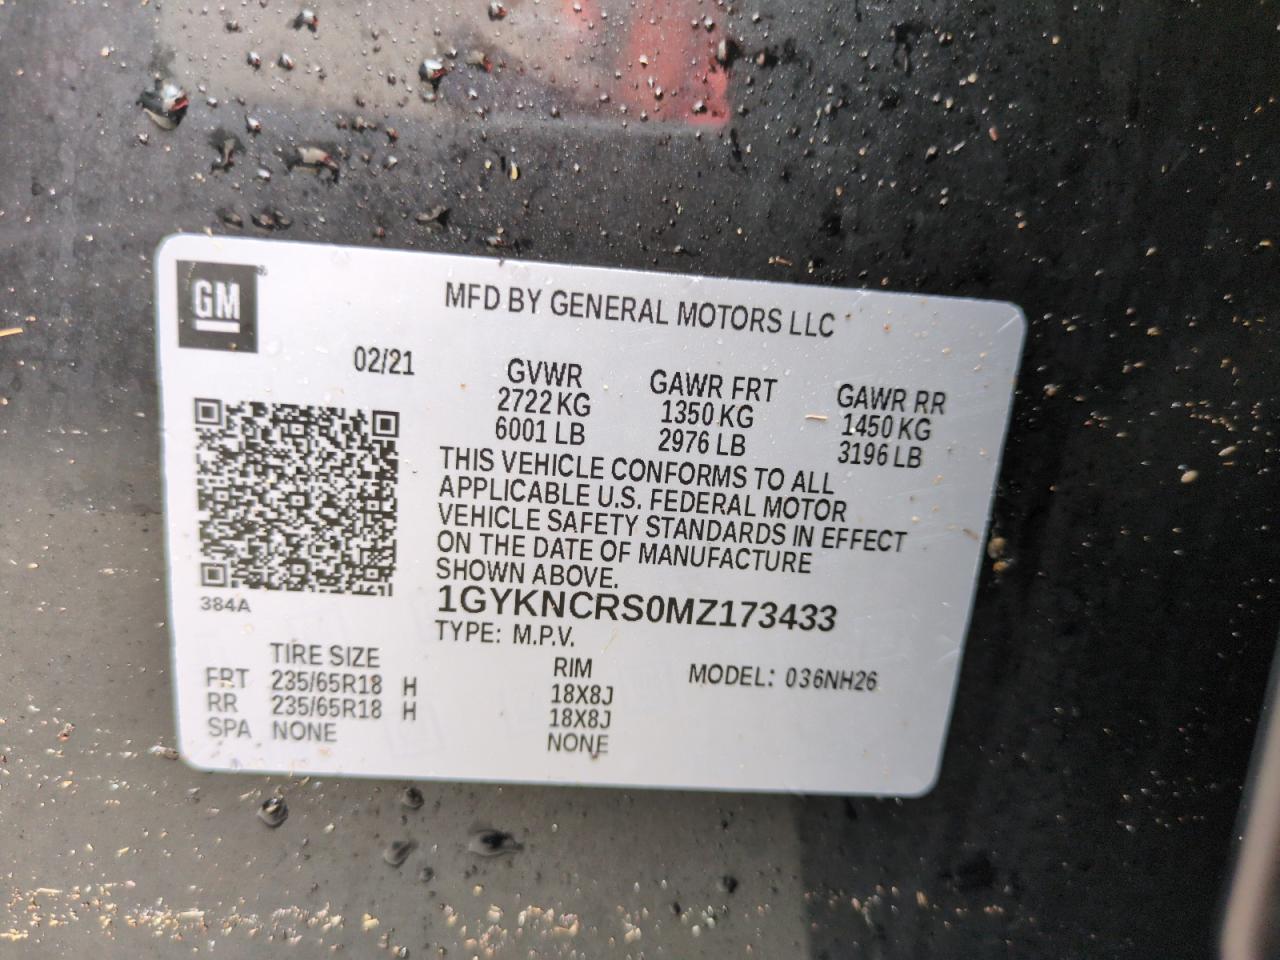 GM
MFD BY GENERAL MOTORS LLC
02/21
GVWR GAWR FRT GAWR RR
2722 KG 1350 KG 1450 KG
6001 LB 2976 LB 3196 LB
THIS VEHICLE CONFORMS TO ALL
APPLICABLE U.S. FEDERAL MOTOR
VEHICLE SAFETY STANDARDS IN EFFECT
ON THE DATE OF MANUFACTURE
SHOWN ABOVE.
384A
1GYKNCRS0MZ173433
TYPE: M.P.V.
TIRE SIZE RIM MODEL: 036NH26
FRT 235/65R18 H 18X8J
RR 235/65R18 H 18X8J
SPA NONE NONE